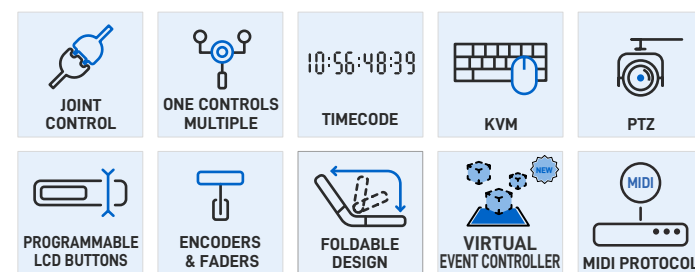 JOINT
CONTROL
ONE CONTROLS
MULTIPLE
10:56:48:39
TIMECODE
KVM
PTZ
PROGRAMMABLE
LCD BUTTONS
ENCODERS
& FADERS
FOLDABLE
DESIGN
NEW
VIRTUAL
EVENT CONTROLLER
MIDI
MIDI PROTOCOL